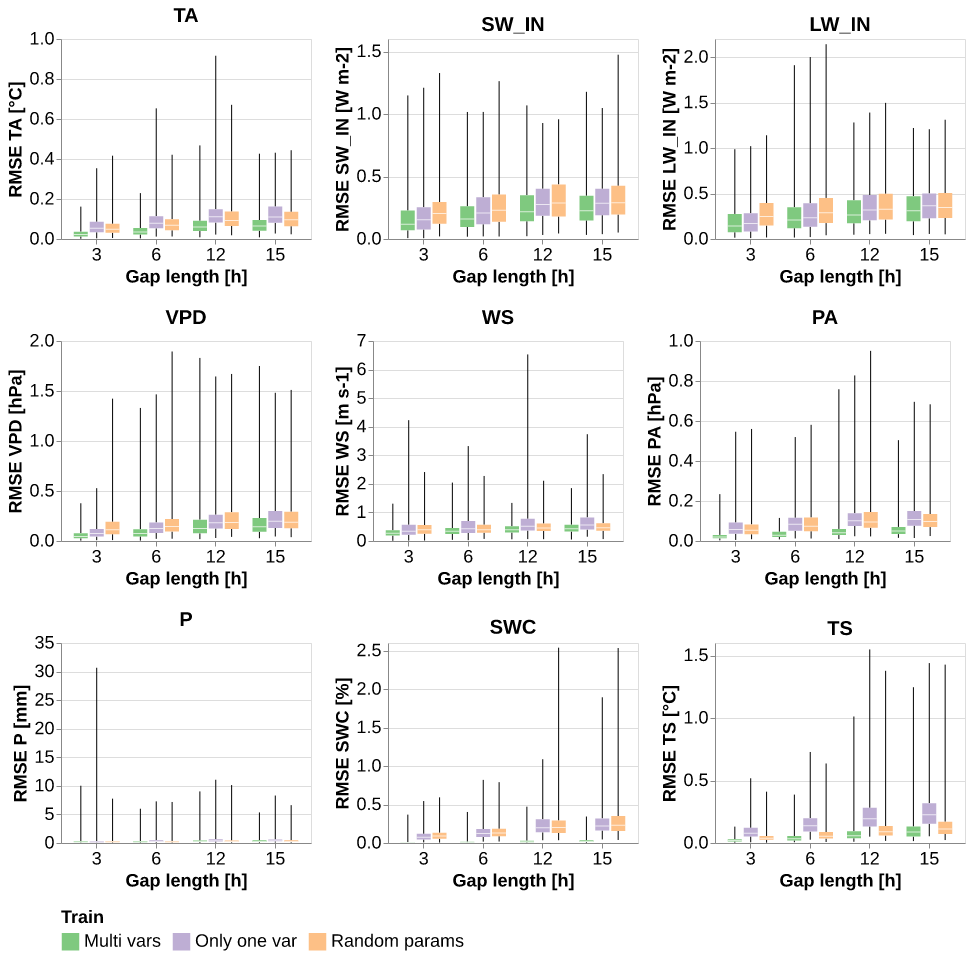 TA
SW_IN
LW_IN
RMSE TA [°C]
1.0
0.8
0.6
0.4
0.2
0.0
3 6 12 15
Gap length [h]
RMSE SW_IN [W m-2]
1.5
1.0
0.5
0.0
3 6 12 15
Gap length [h]
RMSE LW_IN [W m-2]
2.0
1.5
1.0
0.5
0.0
3 6 12 15
Gap length [h]
VPD
WS
PA
RMSE VPD [hPa]
2.0
1.5
1.0
0.5
0.0
3 6 12 15
Gap length [h]
RMSE WS [m s-1]
7
6
5
4
3
2
1
0
3 6 12 15
Gap length [h]
RMSE PA [hPa]
1.0
0.8
0.6
0.4
0.2
0.0
3 6 12 15
Gap length [h]
P
SWC
TS
RMSE P [mm]
35
30
25
20
15
10
5
0
3 6 12 15
Gap length [h]
RMSE SWC [%]
2.5
2.0
1.5
1.0
0.5
0.0
3 6 12 15
Gap length [h]
RMSE TS [°C]
1.5
1.0
0.5
0.0
3 6 12 15
Gap length [h]
Train
Multi vars Only one var Random params